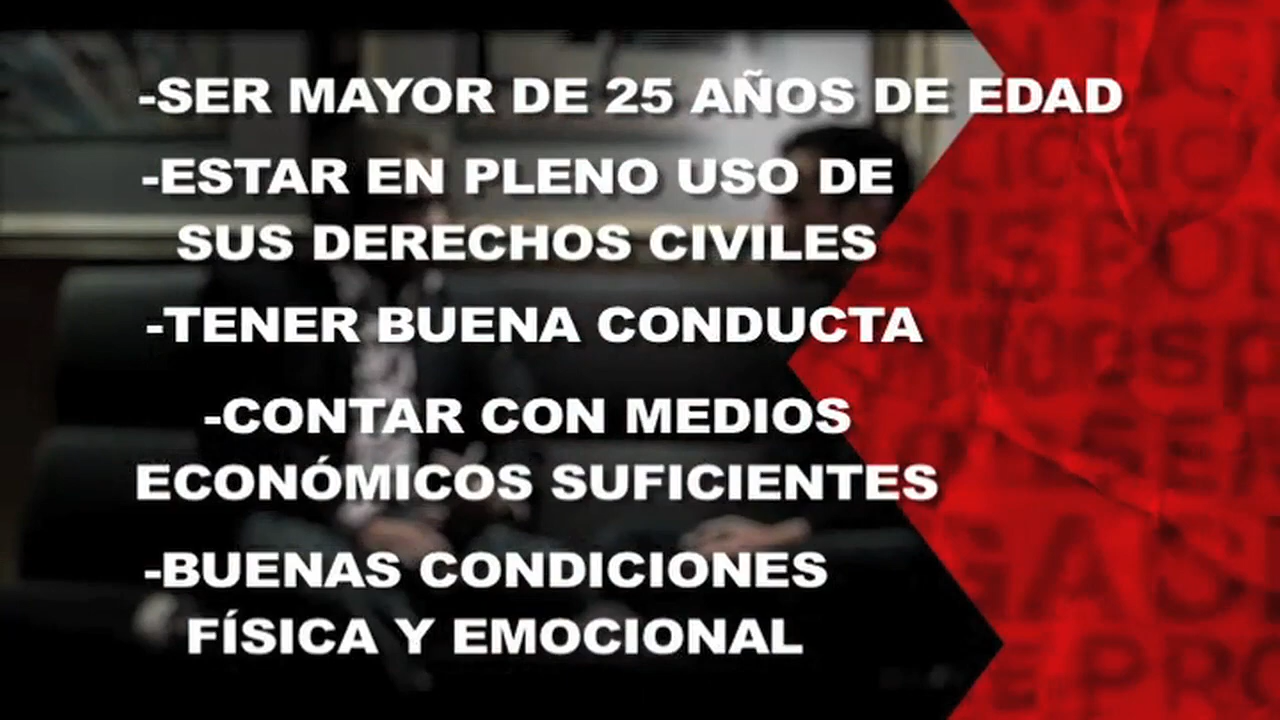 -SER MAYOR DE 25 AÑOS DE EDAD
-ESTAR EN PLENO USO DE
SUS DERECHOS CIVILES
-TENER BUENA CONDUCTA
-CONTAR CON MEDIOS
ECONÓMICOS SUFICIENTES
-BUENAS CONDICIONES
FÍSICA Y EMOCIONAL